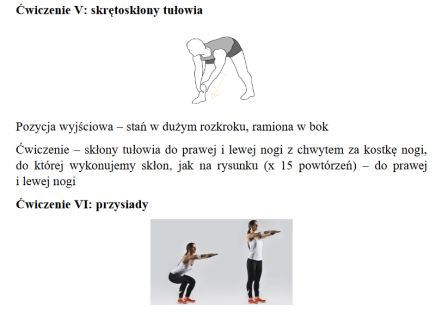 Ćwiczenie V: skrętoskłony tułowia
Pozycja wyjściowa – stań w dużym rozkroku, ramiona w bok
Ćwiczenie – skłony tułowia do prawej i lewej nogi z chwytem za kostkę nogi,
do której wykonujemy skłon, jak na rysunku (x 15 powtórzeń) – do prawej
i lewej nogi
Ćwiczenie VI: przysiady